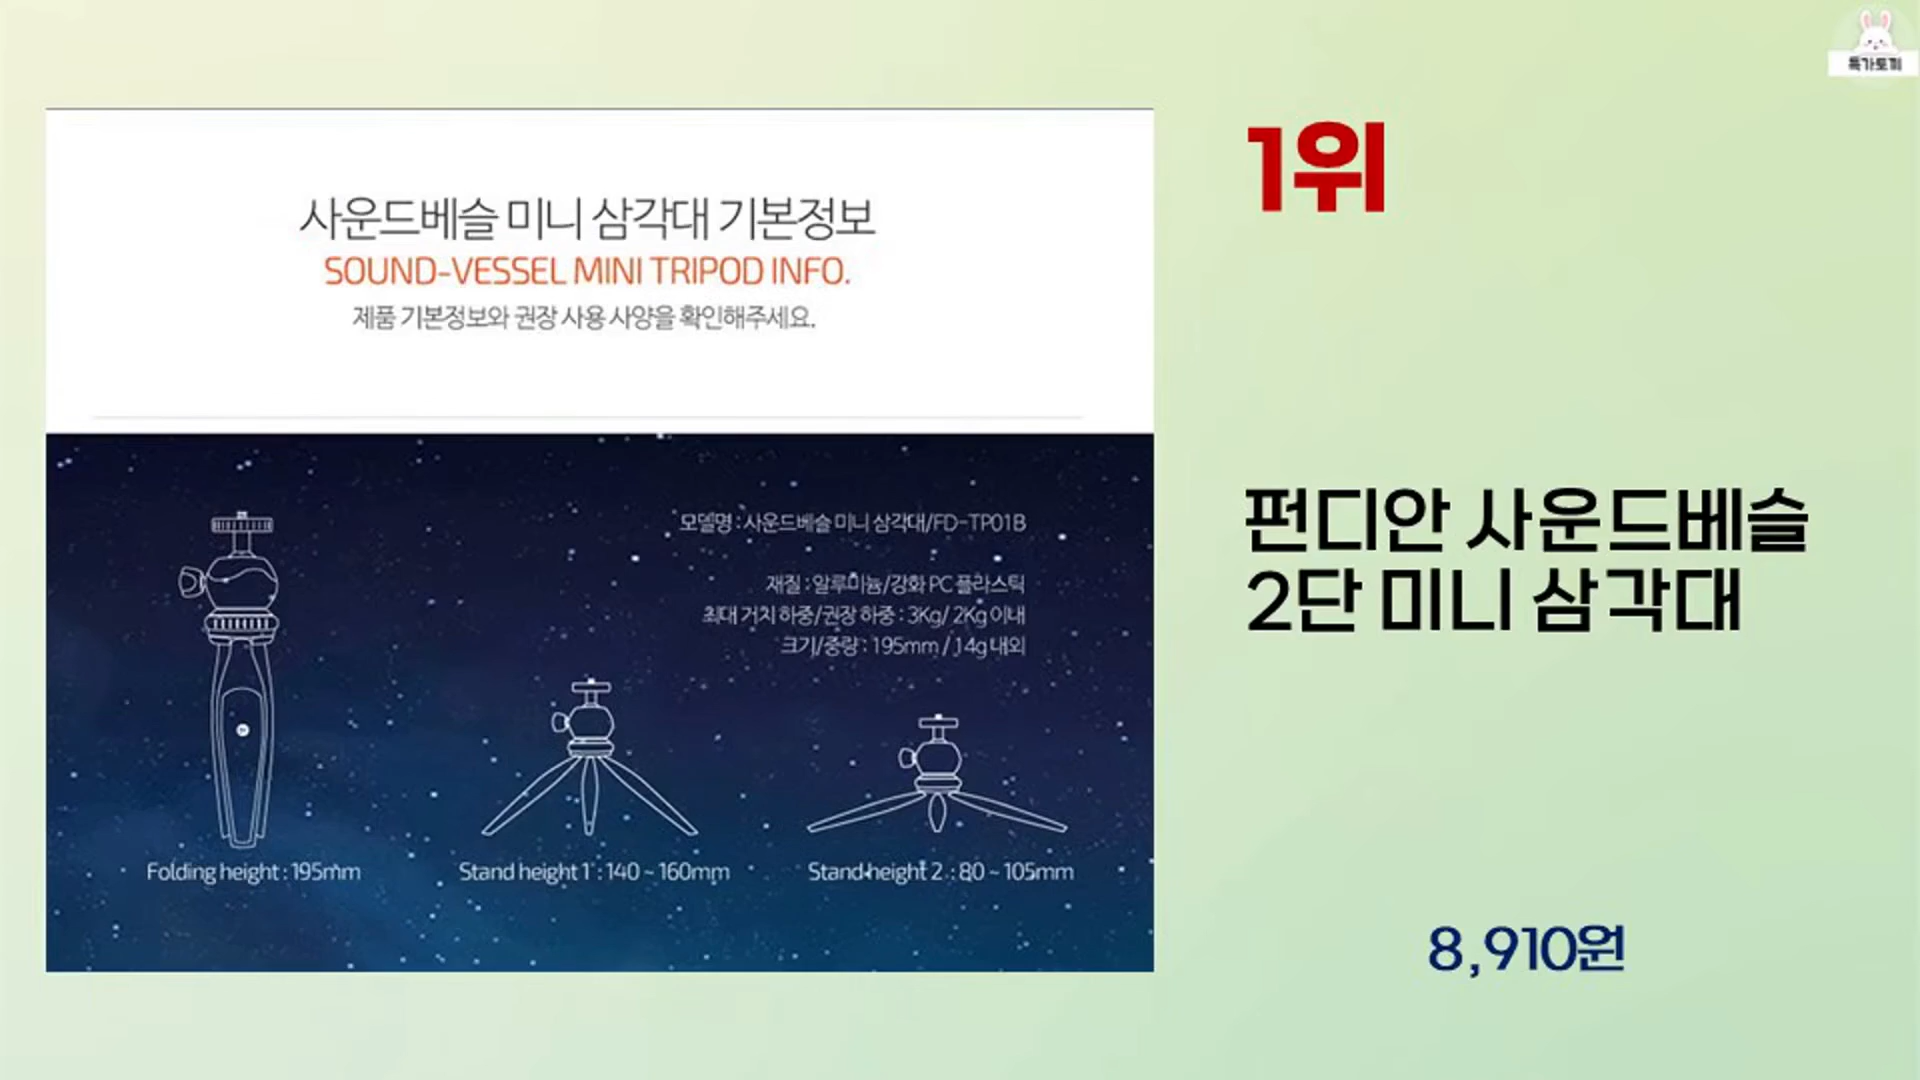 특가토끼
1위
사운드베슬 미니 삼각대 기본정보
SOUND-VESSEL MINI TRIPOD INFO.
제품 기본정보와 권장 사용 사양을 확인해주세요.
모델명 : 사운드베슬 미니 삼각대/FD-TP01B
재질 : 알루미늄/강화 PC 플라스틱
최대 거치 하중/권장 하중 : 3Kg/ 2Kg 이내
크기/중량 : 195mm / 14g 내외
Folding height : 195mm
Stand height 1 : 140 ~ 160mm
Stand height 2 : 80 ~ 105mm
펀디안 사운드베슬
2단 미니 삼각대
8,910원